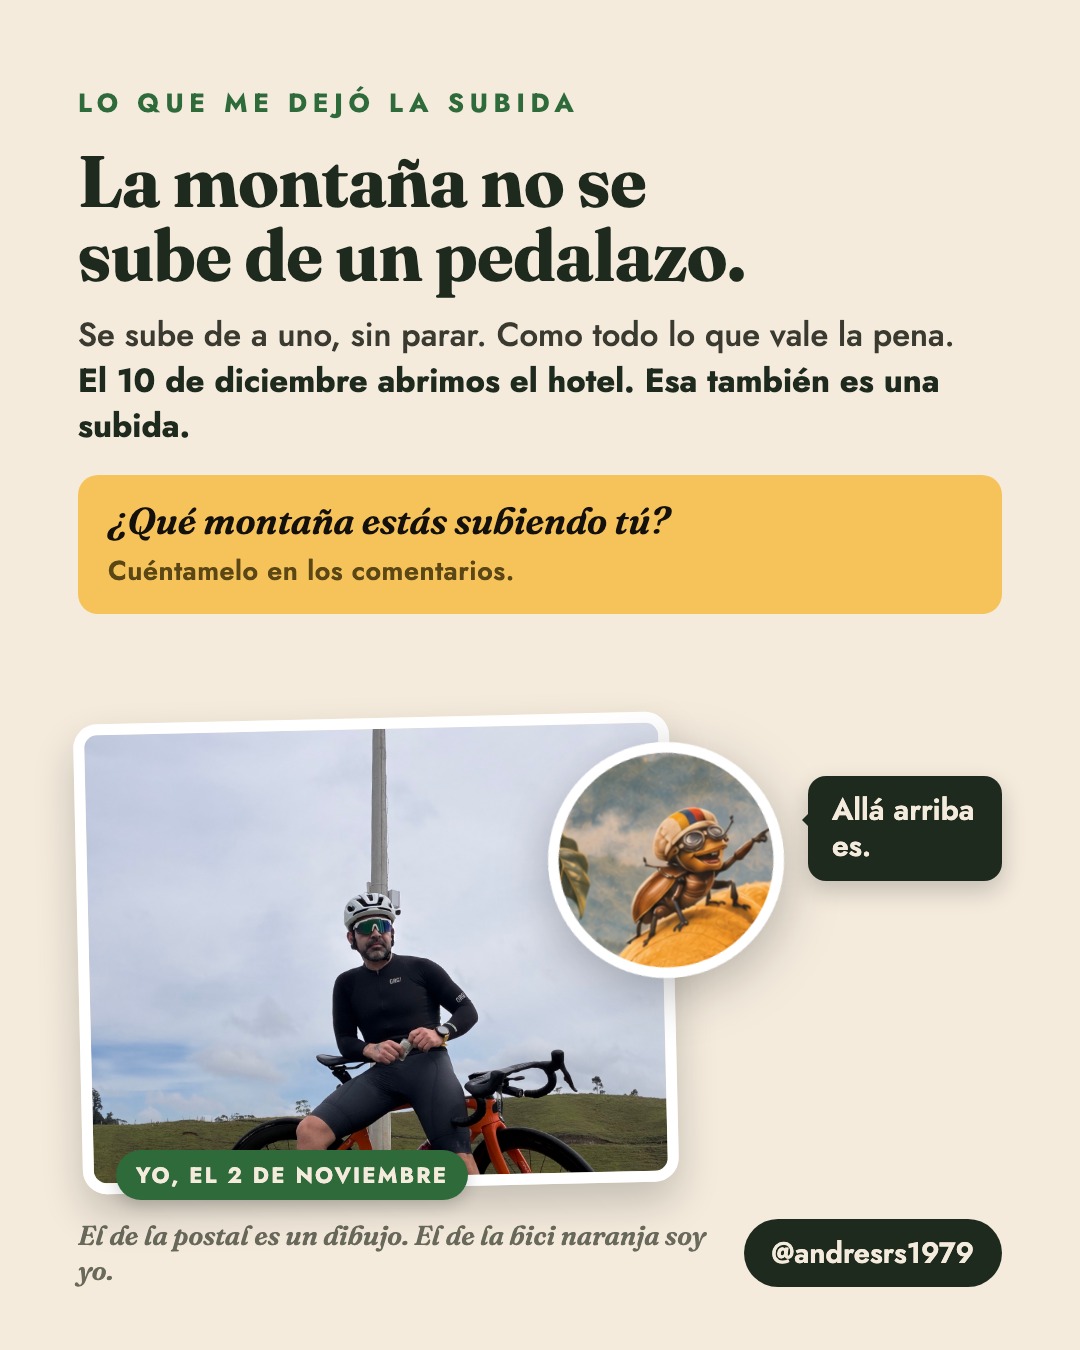 LO QUE ME DEJÓ LA SUBIDA
La montaña no se
sube de un pedalazo.
Se sube de a uno, sin parar. Como todo lo que vale la pena.
El 10 de diciembre abrimos el hotel. Esa también es una
subida.
¿Qué montaña estás subiendo tú?
Cuéntamelo en los comentarios.
Allá arriba
es.
YO, EL 2 DE NOVIEMBRE
El de la postal es un dibujo. El de la bici naranja soy
yo.
@andresrs1979